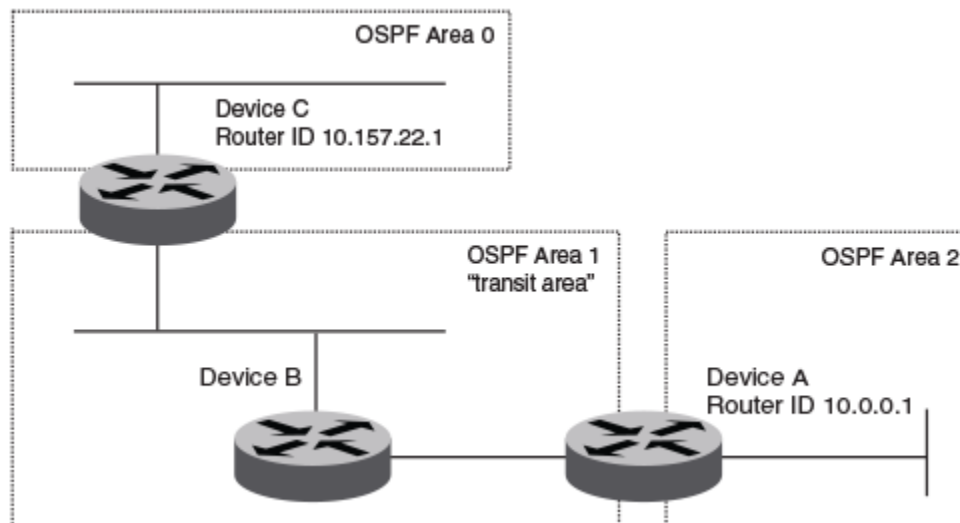 OSPF Area 0
Device C
Router ID 10.157.22.1
OSPF Area 1
“transit area”
OSPF Area 2
Device B
Device A
Router ID 10.0.0.1